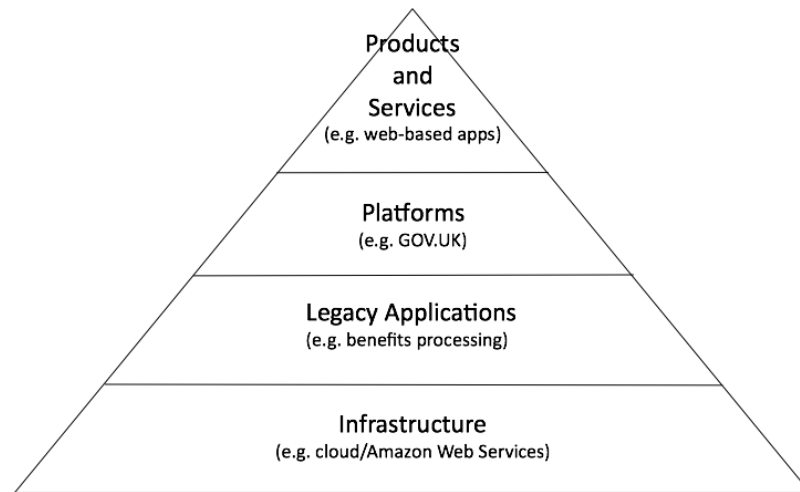 Products
and
Services
(e.g. web-based apps)
Platforms
(e.g. GOV.UK)
Legacy Applications
(e.g. benefits processing)
Infrastructure
(e.g. cloud/Amazon Web Services)